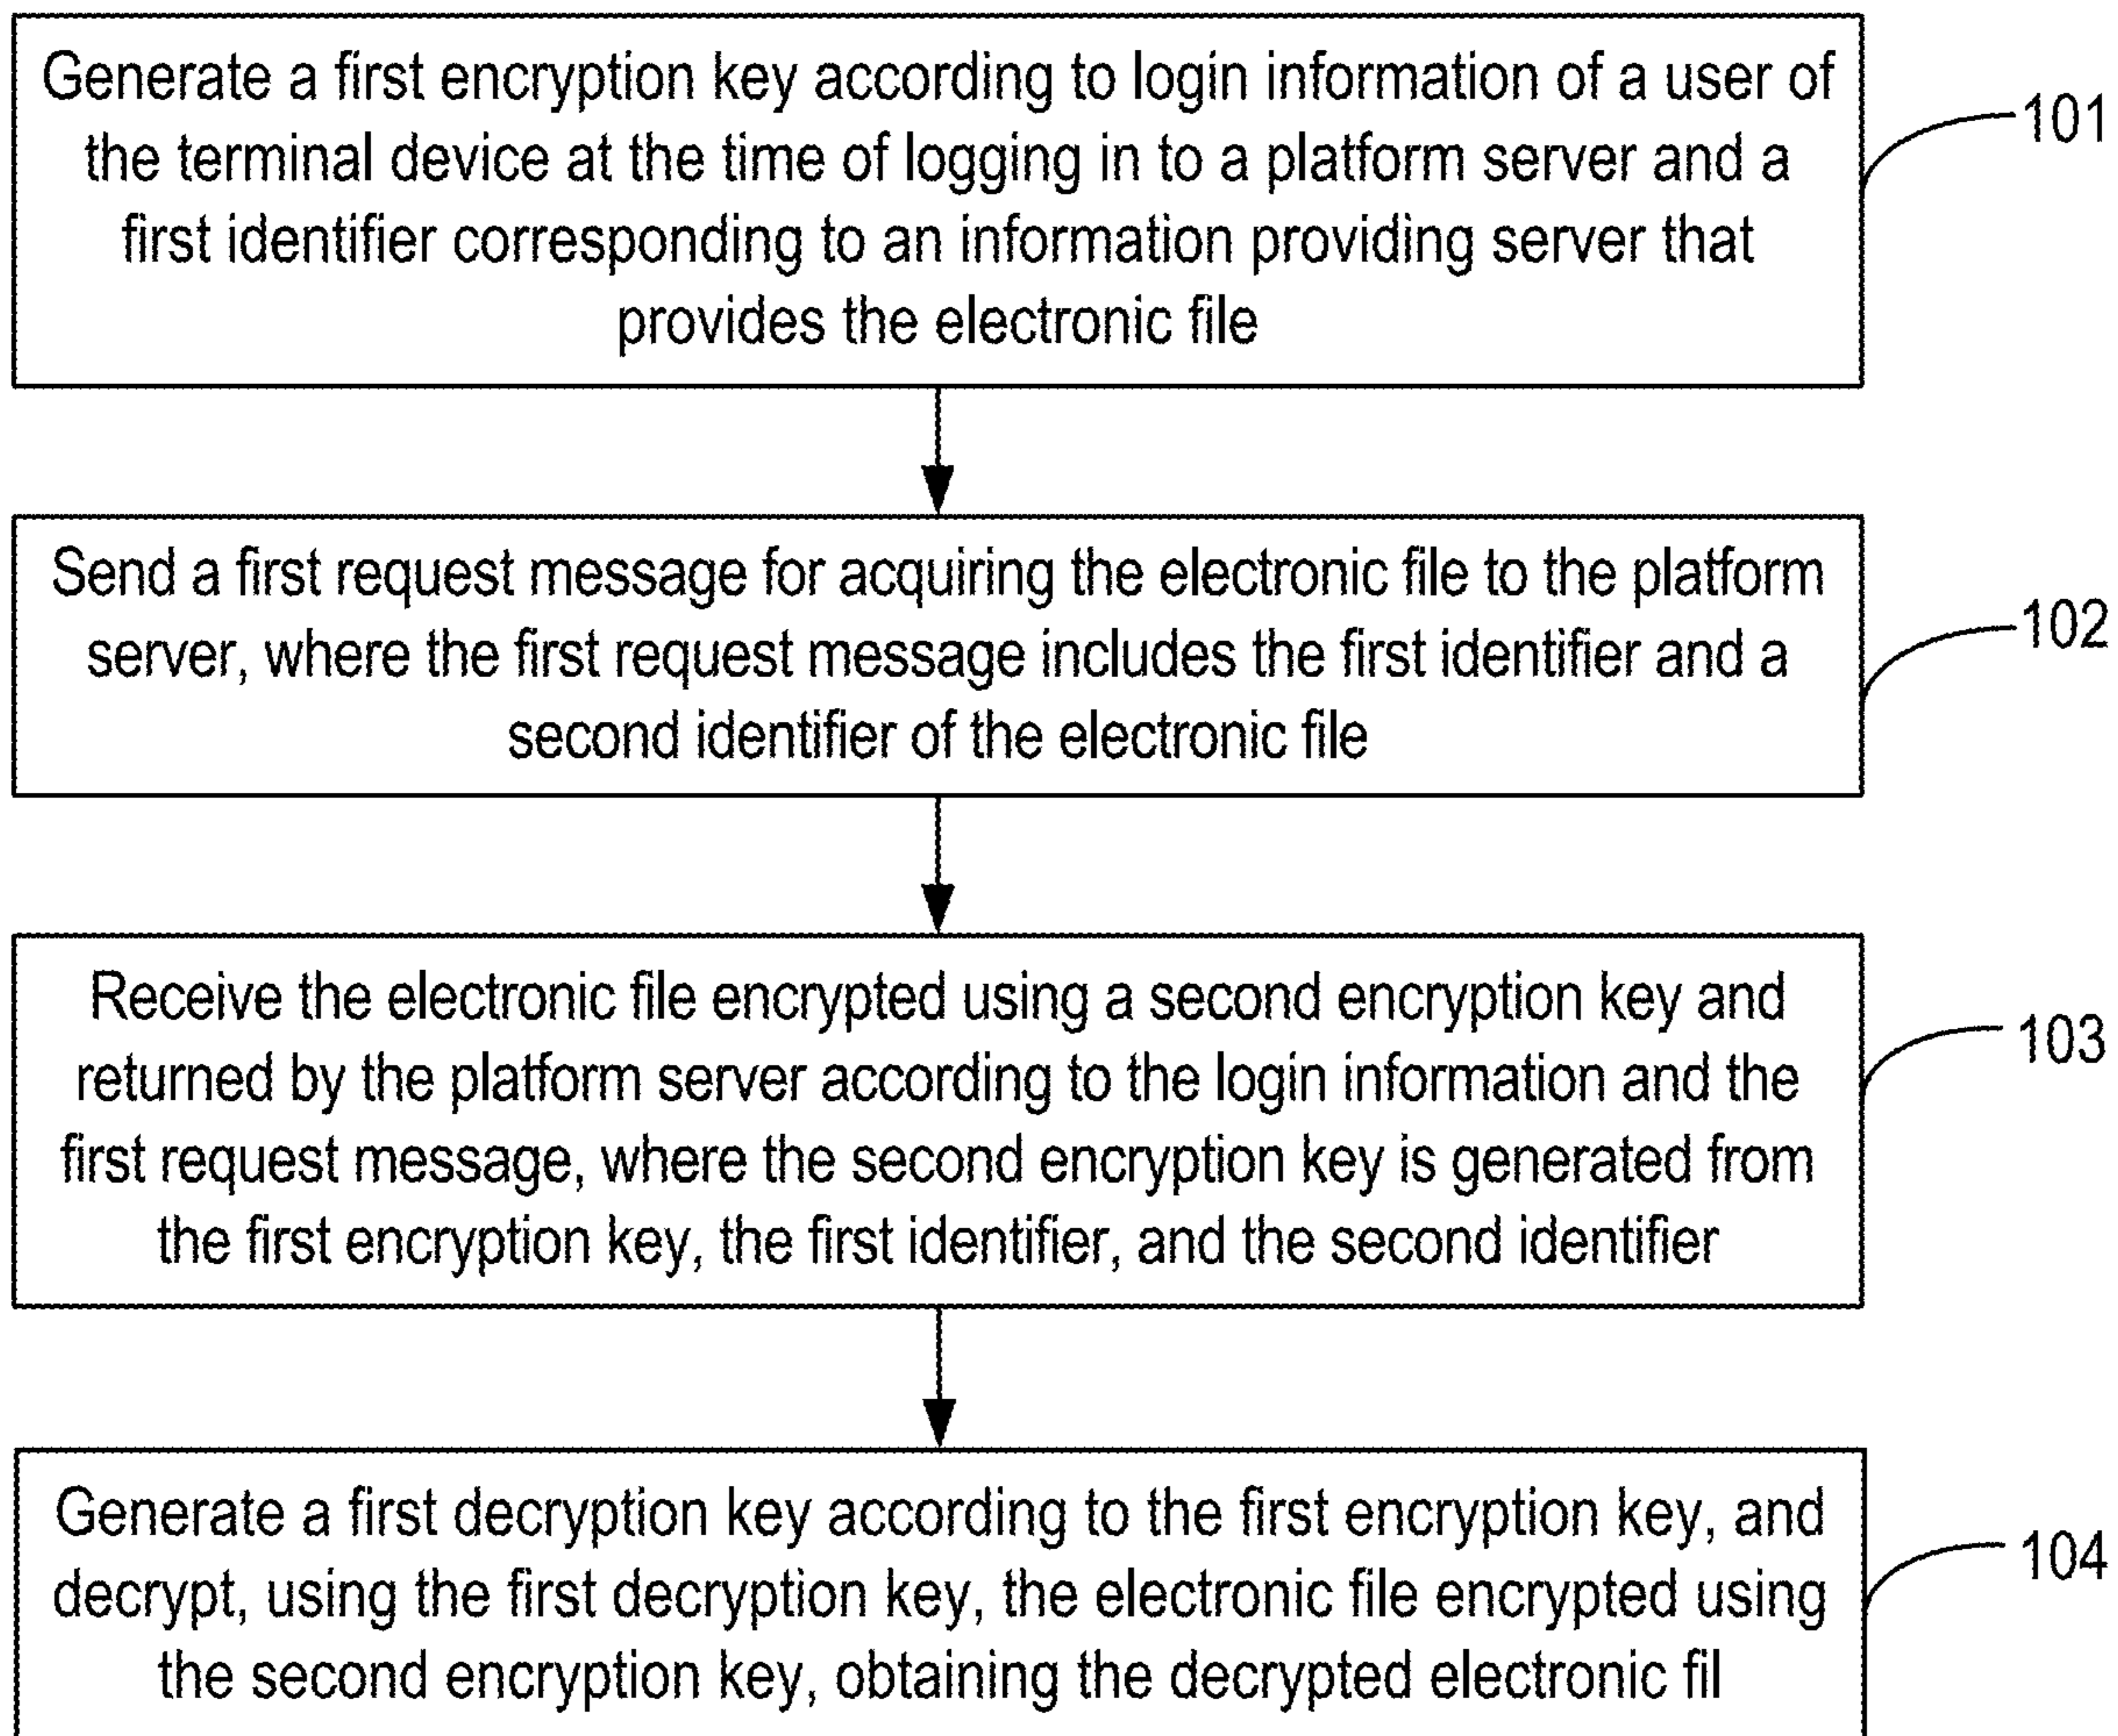 Generate a first encryption key according to login information of a user of
the terminal device at the time of logging in to a platform server and a
first identifier corresponding to an information providing server that
provides the electronic file
101
Send a first request message for acquiring the electronic file to the platform
server, where the first request message includes the first identifier and a
second identifier of the electronic file
102
Receive the electronic file encrypted using a second encryption key and
returned by the platform server according to the login information and the
first request message, where the second encryption key is generated from
the first encryption key, the first identifier, and the second identifier
103
Generate a first decryption key according to the first encryption key, and
decrypt, using the first decryption key, the electronic file encrypted using
the second encryption key, obtaining the decrypted electronic fil
104